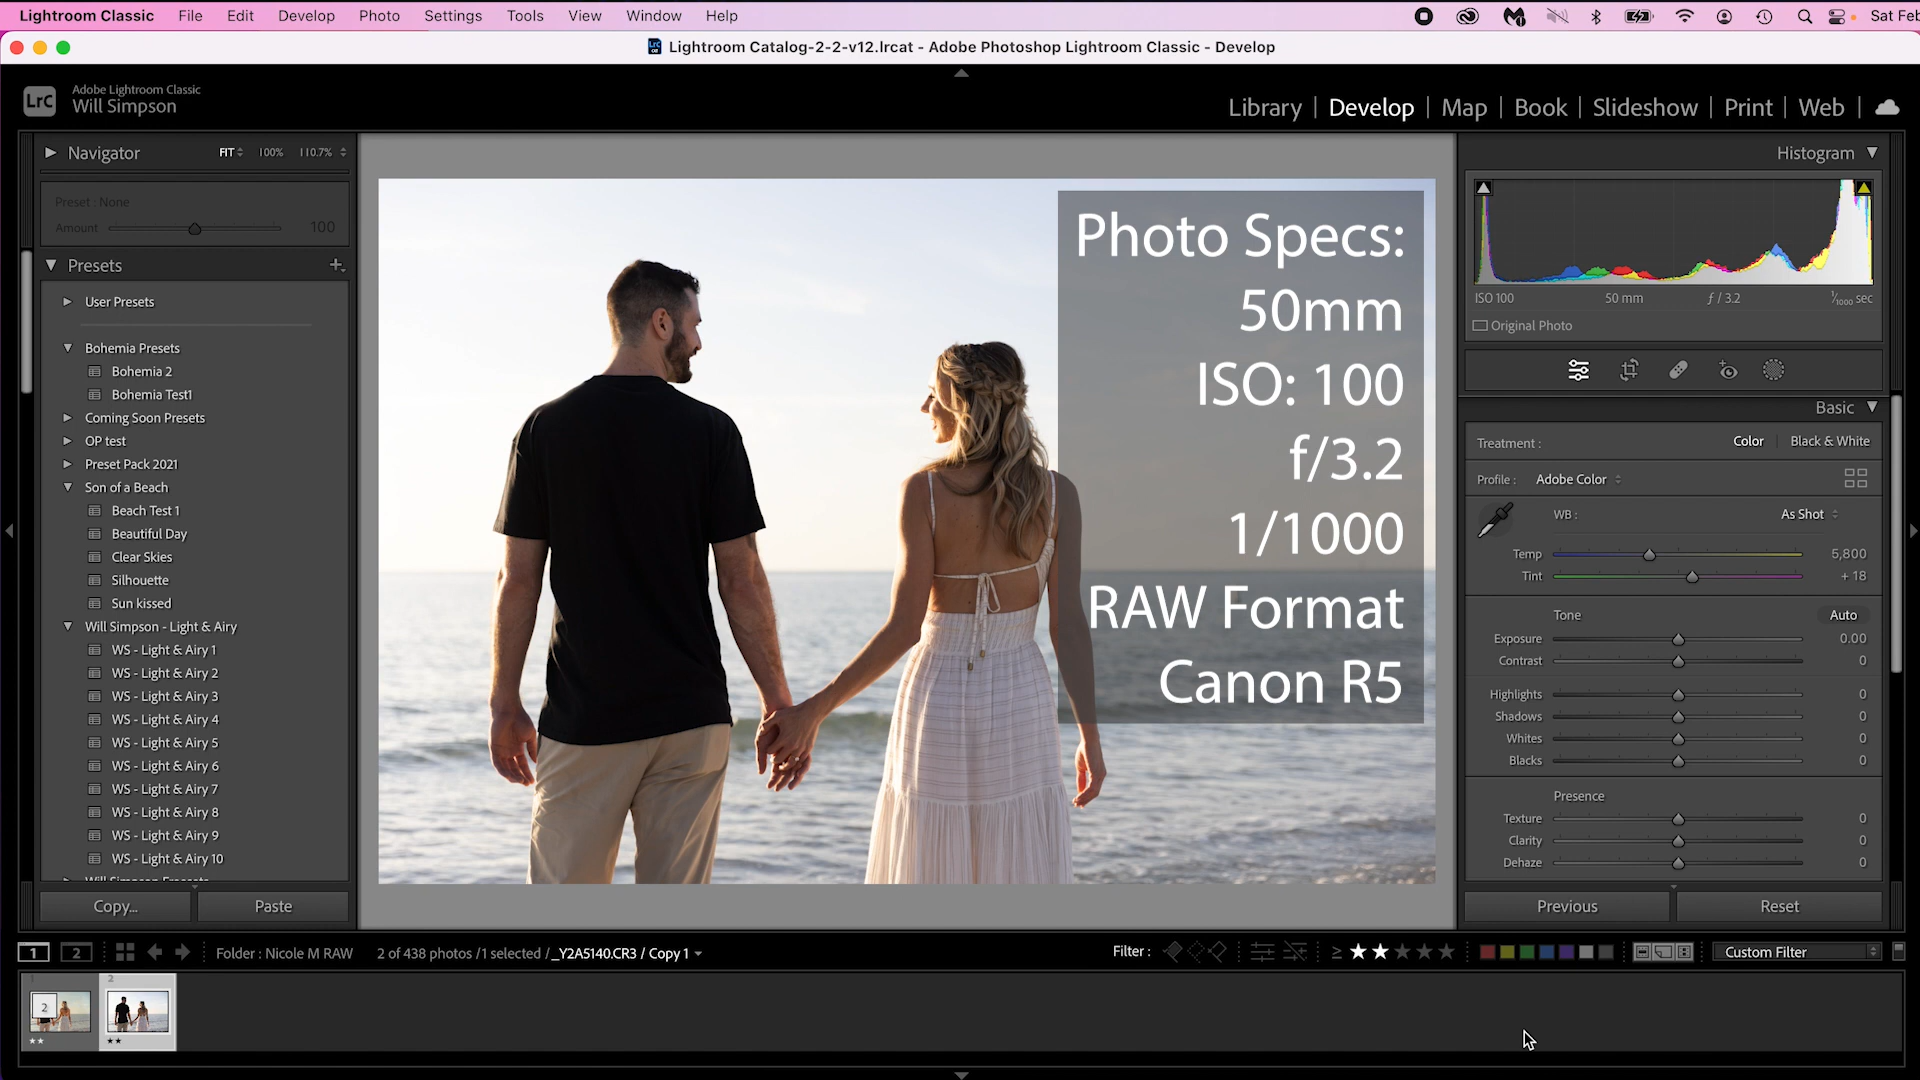 Lightroom Classic File Edit Develop Photo Settings Tools View Window Help Sat Feb
Lightroom Catalog-2-2-v12.lrcat - Adobe Photoshop Lightroom Classic - Develop
LrC Adobe Lightroom Classic
Will Simpson
Library | Develop | Map | Book | Slideshow | Print | Web
Navigator FIT 100% 110.7%
Preset : None
Amount 100
Presets
User Presets
Bohemia Presets
Bohemia 2
Bohemia Test1
Coming Soon Presets
OP test
Preset Pack 2021
Son of a Beach
Beach Test 1
Beautiful Day
Clear Skies
Silhouette
Sun kissed
Will Simpson - Light & Airy
WS - Light & Airy 1
WS - Light & Airy 2
WS - Light & Airy 3
WS - Light & Airy 4
WS - Light & Airy 5
WS - Light & Airy 6
WS - Light & Airy 7
WS - Light & Airy 8
WS - Light & Airy 9
WS - Light & Airy 10
Copy... Paste
Photo Specs:
50mm
ISO: 100
f/3.2
1/1000
RAW Format
Canon R5
Histogram
ISO 100 50 mm f / 3.2 1/1000 sec
Original Photo
Basic
Treatment : Color Black & White
Profile : Adobe Color
WB : As Shot
Temp 5,800
Tint + 18
Tone Auto
Exposure 0.00
Contrast 0
Highlights 0
Shadows 0
Whites 0
Blacks 0
Presence
Texture 0
Clarity 0
Dehaze 0
Previous Reset
1 2 Folder : Nicole M RAW 2 of 438 photos /1 selected /_Y2A5140.CR3 / Copy 1 Filter : ≥ ★★★★★ Custom Filter
1 2
2
★★ ★★